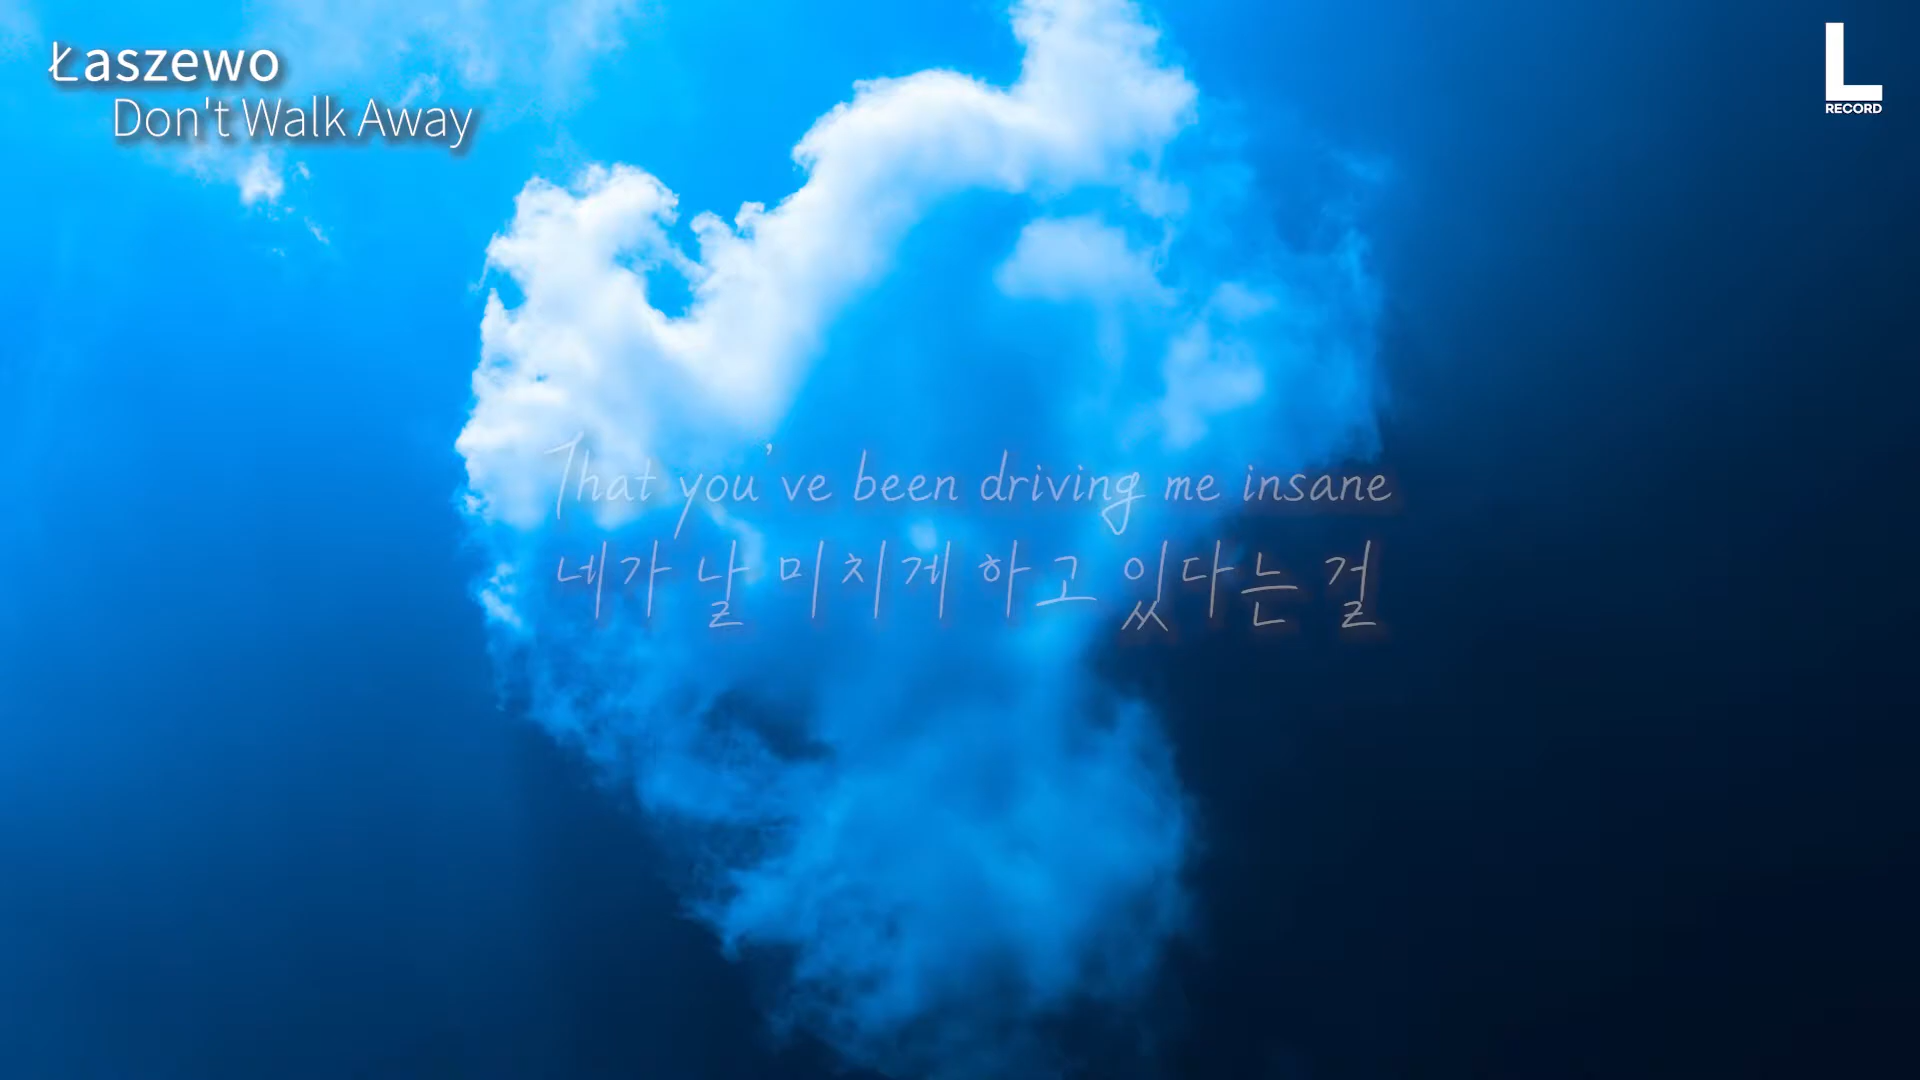 Łaszewo
Don't Walk Away
L
RECORD
That you've been driving me insane
네가 날 미치게 하고 있다는 걸